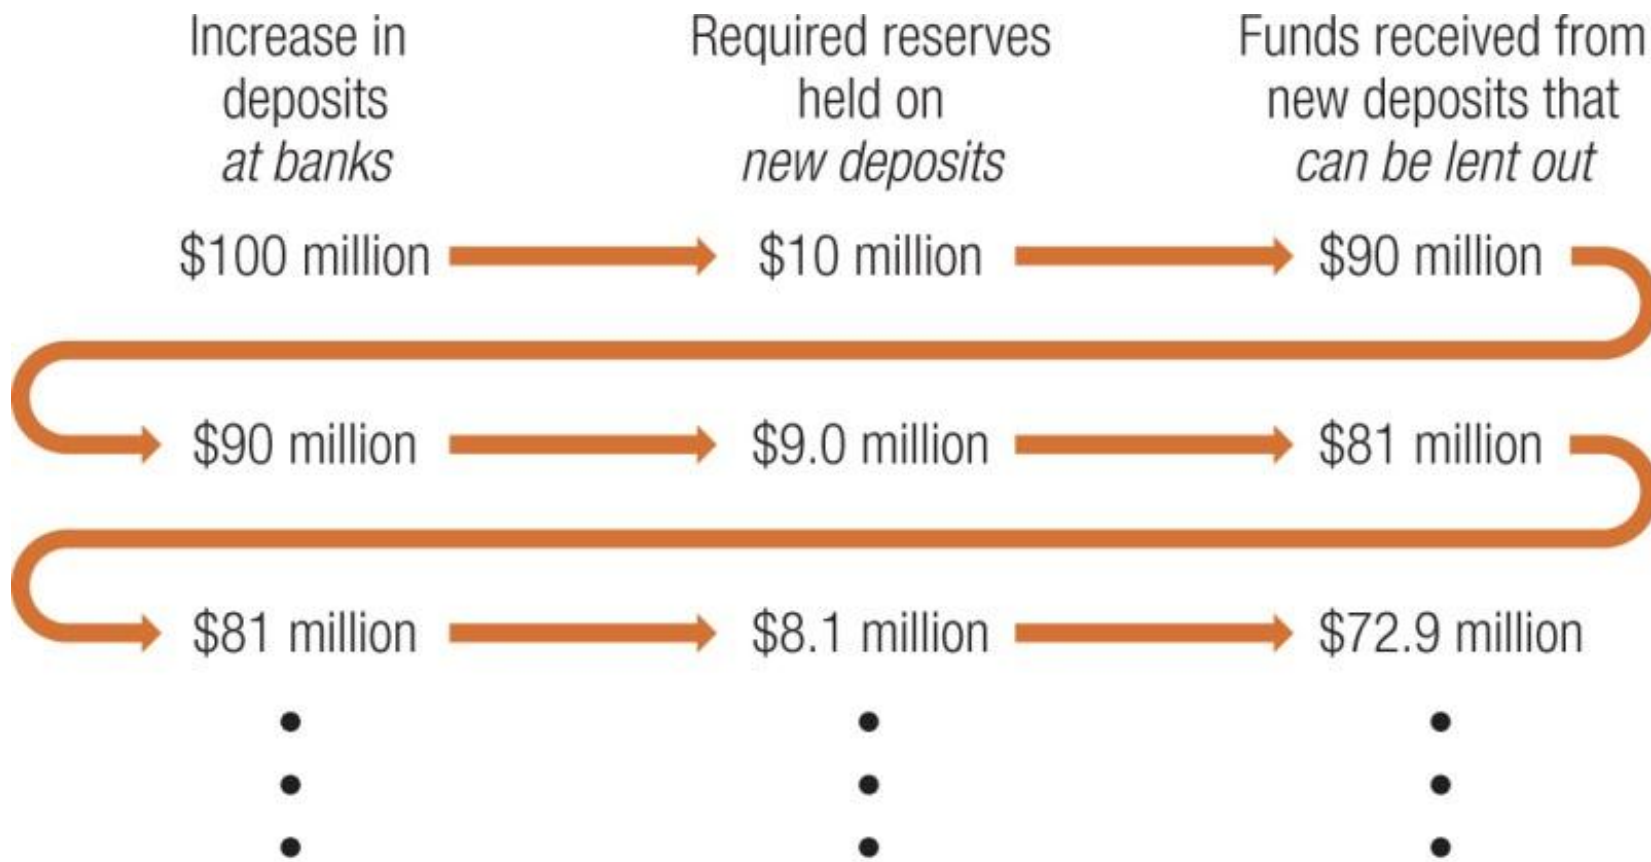 Increase in
deposits
at banks
Required reserves
held on
new deposits
Funds received from
new deposits that
can be lent out
$100 million
$10 million
$90 million
$90 million
$9.0 million
$81 million
$81 million
$8.1 million
$72.9 million